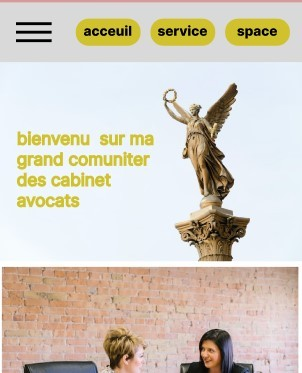 acceuil service space
bienvenu sur ma
grand comuniter
des cabinet
avocats